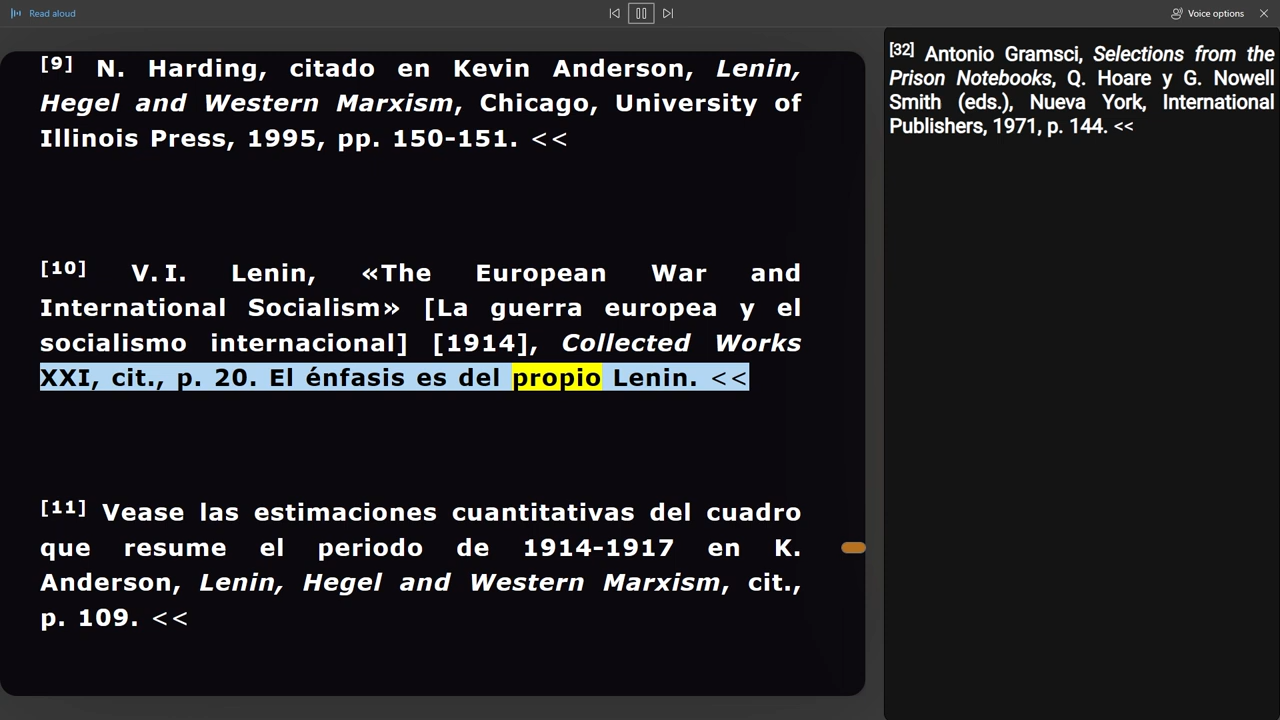 Read aloud
Voice options
[9] N. Harding, citado en Kevin Anderson, Lenin,
Hegel and Western Marxism, Chicago, University of
Illinois Press, 1995, pp. 150-151. <<
[10] V. I. Lenin, «The European War and
International Socialism» [La guerra europea y el
socialismo internacional] [1914], Collected Works
XXI, cit., p. 20. El énfasis es del propio Lenin. <<
[11] Vease las estimaciones cuantitativas del cuadro
que resume el periodo de 1914-1917 en K.
Anderson, Lenin, Hegel and Western Marxism, cit.,
p. 109. <<
[32] Antonio Gramsci, Selections from the
Prison Notebooks, Q. Hoare y G. Nowell
Smith (eds.), Nueva York, International
Publishers, 1971, p. 144. <<